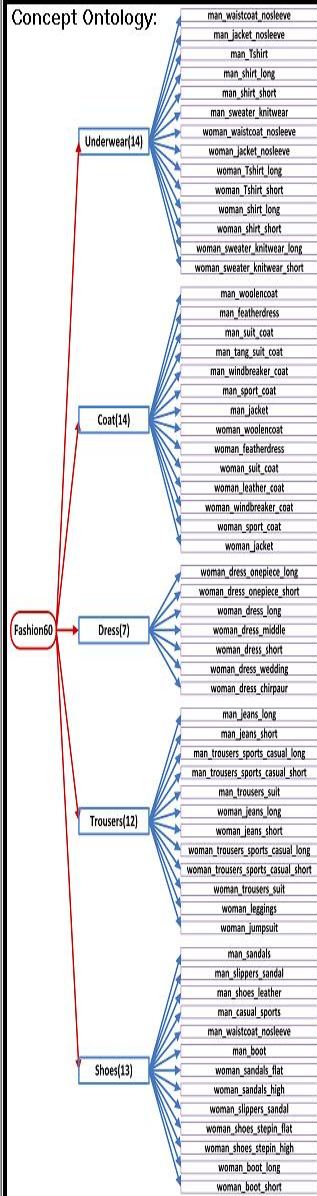 Concept Ontology:
Fashion60
Underwear(14)
man_waistcoat_nosleeve
man_jacket_nosleeve
man_Tshirt
man_shirt_long
man_shirt_short
man_sweater_knitwear
woman_waistcoat_nosleeve
woman_jacket_nosleeve
woman_Tshirt_long
woman_Tshirt_short
woman_shirt_long
woman_shirt_short
woman_sweater_knitwear_long
woman_sweater_knitwear_short
Coat(14)
man_woolencoat
man_featherdress
man_suit_coat
man_tang_suit_coat
man_windbreaker_coat
man_sport_coat
man_jacket
woman_woolencoat
woman_featherdress
woman_suit_coat
woman_leather_coat
woman_windbreaker_coat
woman_sport_coat
woman_jacket
Dress(7)
woman_dress_onepiece_long
woman_dress_onepiece_short
woman_dress_long
woman_dress_middle
woman_dress_short
woman_dress_wedding
woman_dress_chirpaur
Trousers(12)
man_jeans_long
man_jeans_short
man_trousers_sports_casual_long
man_trousers_sports_casual_short
man_trousers_suit
woman_jeans_long
woman_jeans_short
woman_trousers_sports_casual_long
woman_trousers_sports_casual_short
woman_trousers_suit
woman_leggings
woman_jumpsuit
Shoes(13)
man_sandals
man_slippers_sandal
man_shoes_leather
man_casual_sports
man_waistcoat_nosleeve
man_boot
woman_sandals_flat
woman_sandals_high
woman_slippers_sandal
woman_shoes_stepin_flat
woman_shoes_stepin_high
woman_boot_long
woman_boot_short